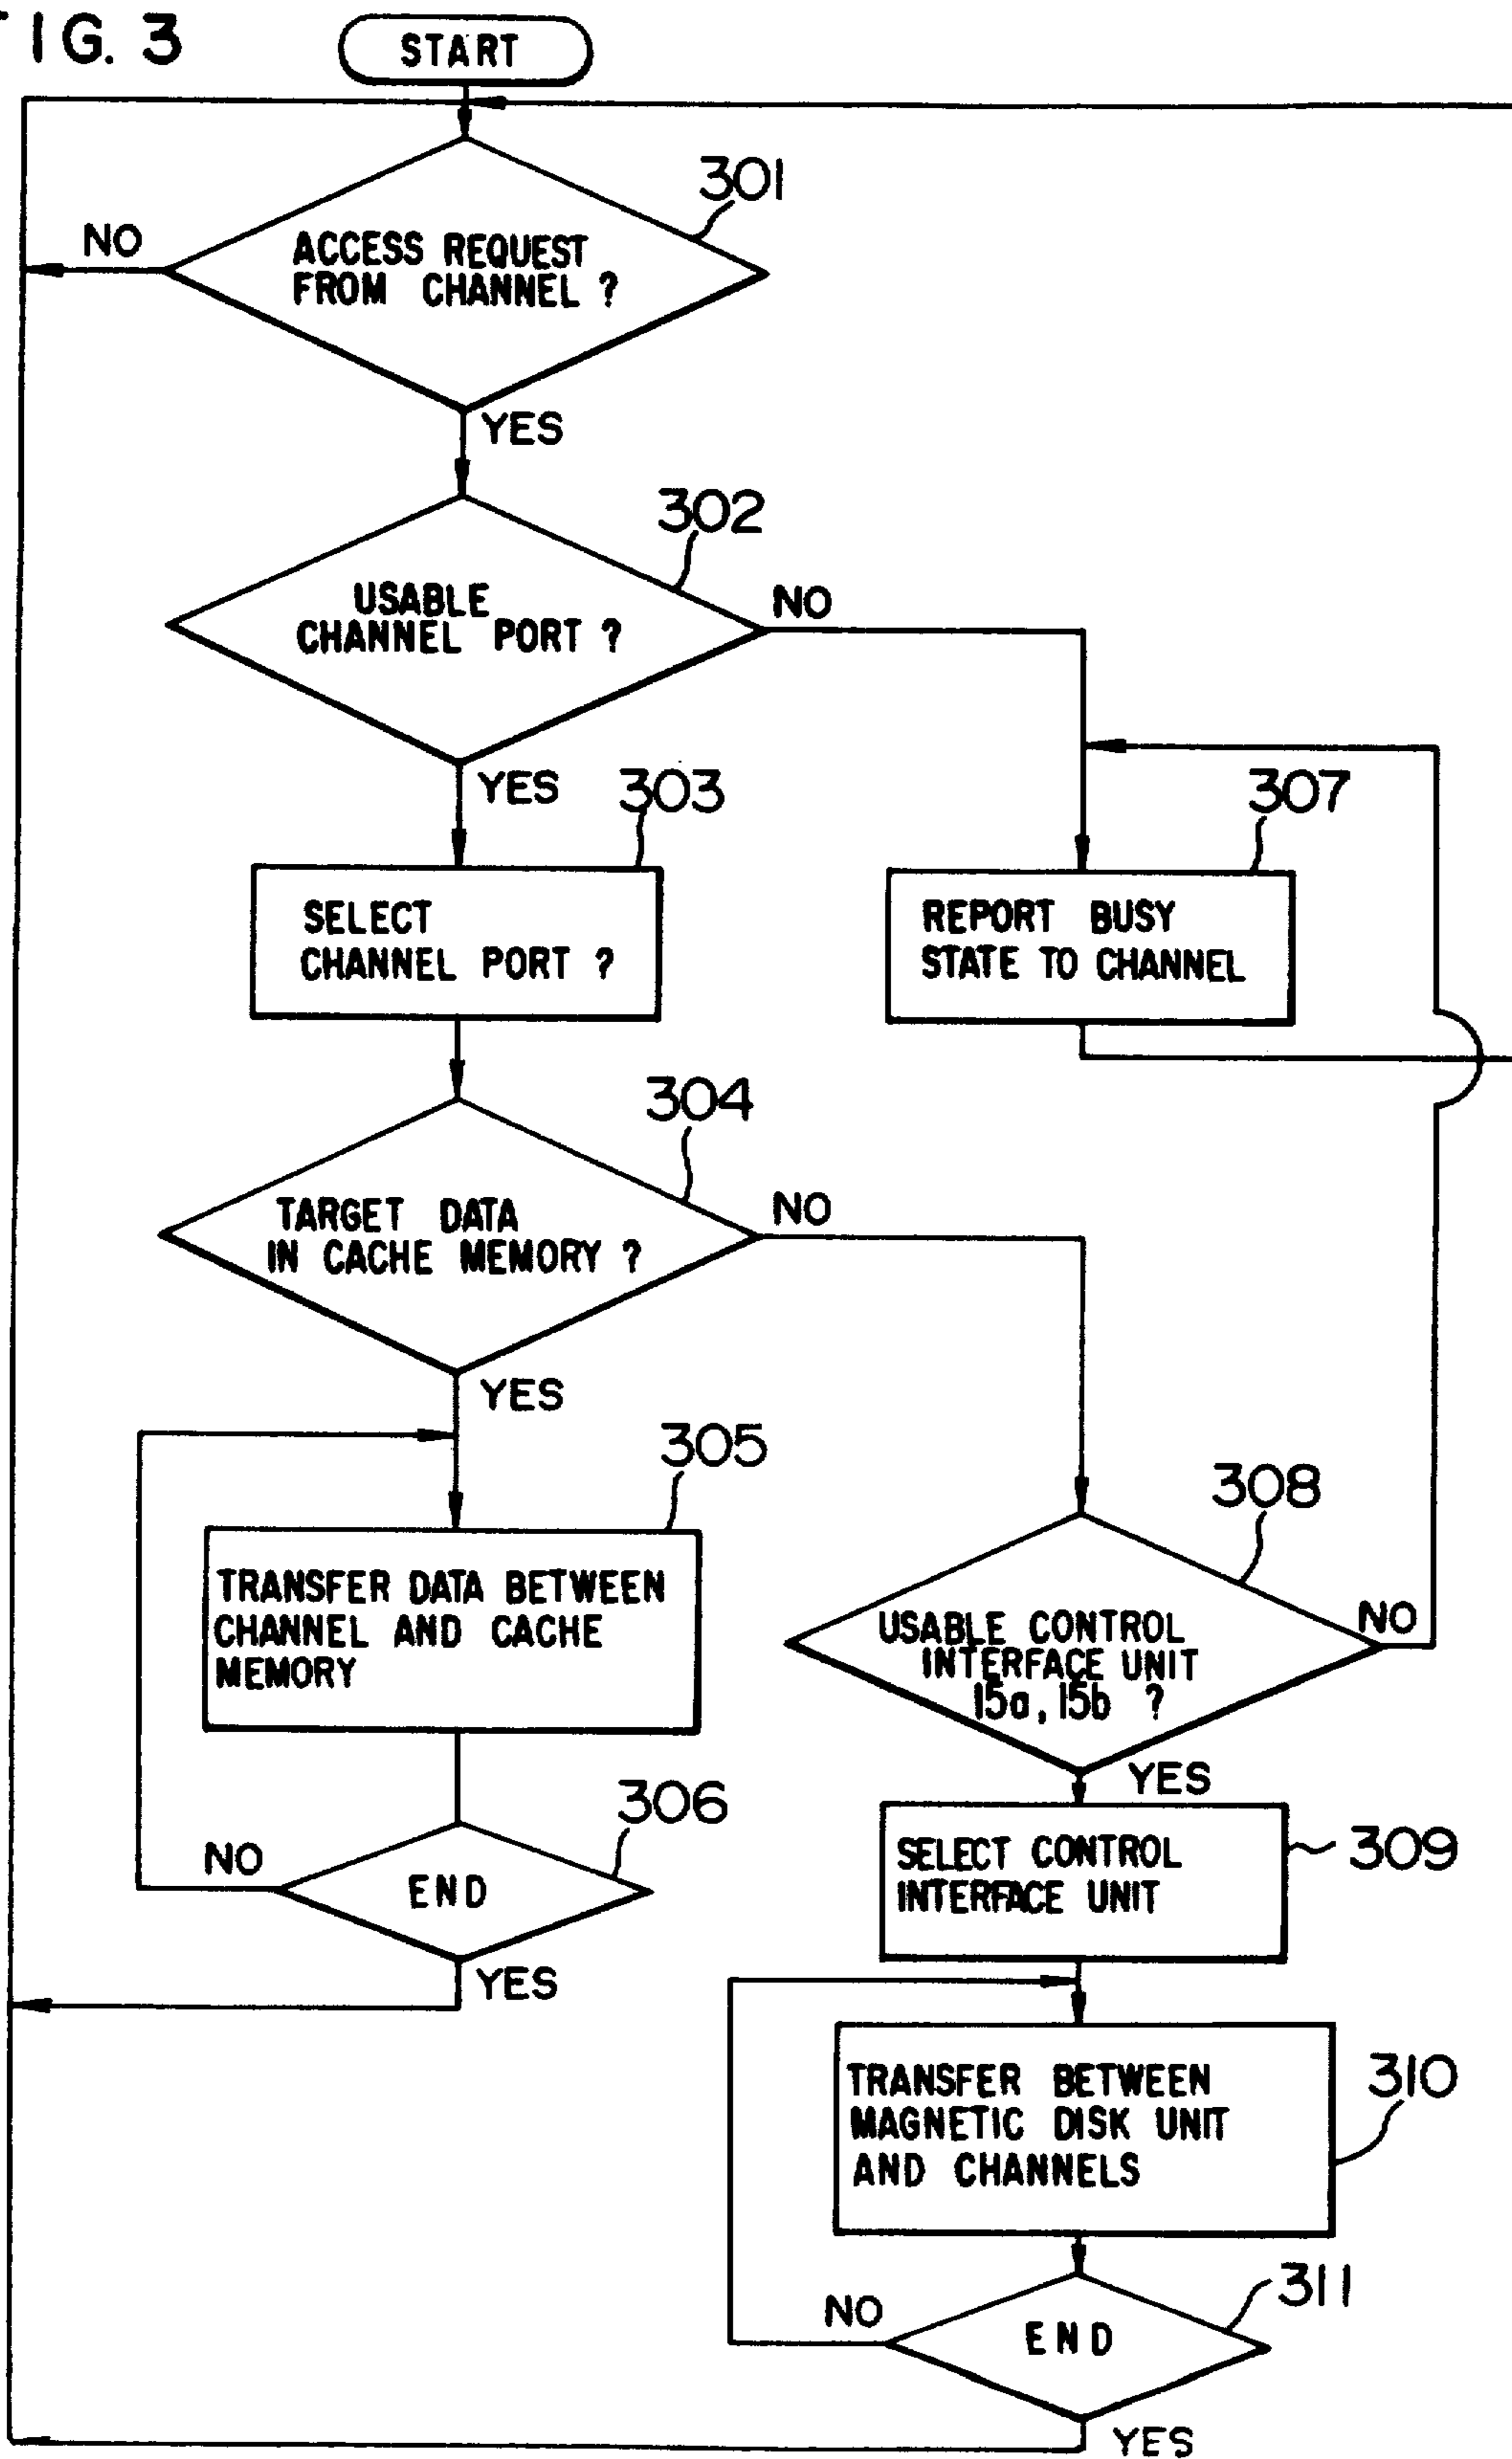 FIG. 3
START
301
ACCESS REQUEST
FROM CHANNEL ?
NO
YES
302
USABLE
CHANNEL PORT ?
NO
YES
303
SELECT
CHANNEL PORT ?
307
REPORT BUSY
STATE TO CHANNEL
304
TARGET DATA
IN CACHE MEMORY ?
NO
YES
305
TRANSFER DATA BETWEEN
CHANNEL AND CACHE
MEMORY
308
USABLE CONTROL
INTERFACE UNIT
15a, 15b ?
NO
YES
306
END
NO
YES
309
SELECT CONTROL
INTERFACE UNIT
310
TRANSFER BETWEEN
MAGNETIC DISK UNIT
AND CHANNELS
311
END
NO
YES